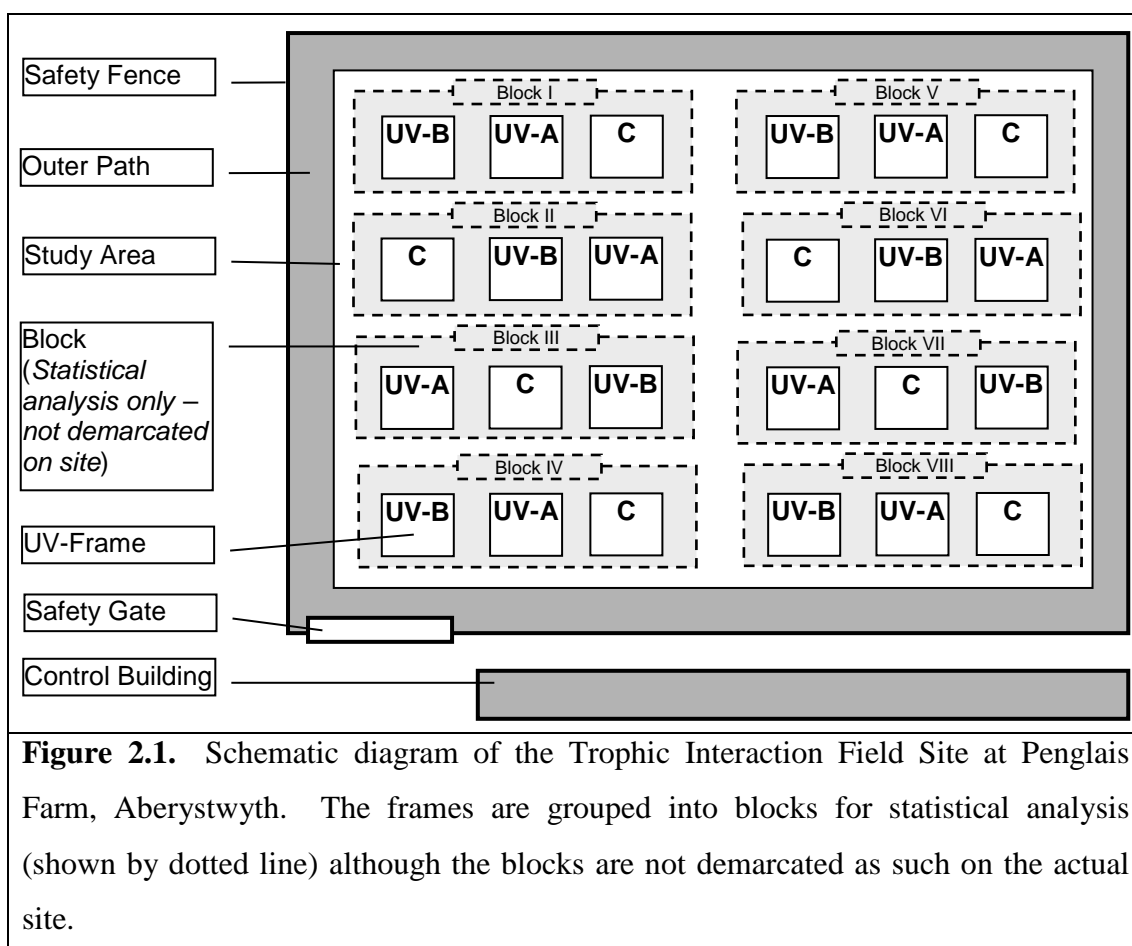 Safety Fence
Outer Path
Study Area
Block
(Statistical
analysis only –
not demarcated
on site)
UV-Frame
Safety Gate
Control Building
Block I
UV-B UV-A C
Block V
UV-B UV-A C
Block II
C UV-B UV-A
Block VI
C UV-B UV-A
Block III
UV-A C UV-B
Block VII
UV-A C UV-B
Block IV
UV-B UV-A C
Block VIII
UV-B UV-A C
Figure 2.1. Schematic diagram of the Trophic Interaction Field Site at Penglais
Farm, Aberystwyth. The frames are grouped into blocks for statistical analysis
(shown by dotted line) although the blocks are not demarcated as such on the actual
site.